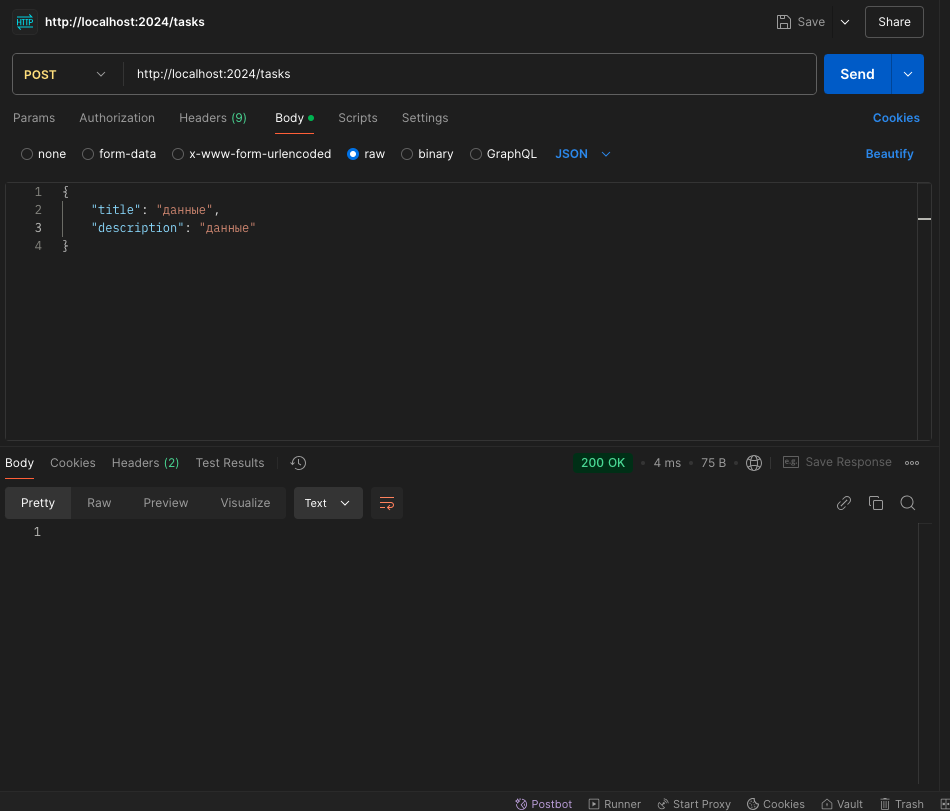 HTTP http://localhost:2024/tasks Save Share
POST http://localhost:2024/tasks Send
Params Authorization Headers (9) Body Scripts Settings Cookies
none form-data x-www-form-urlencoded raw binary GraphQL JSON Beautify
1 {
2 "title": "данные",
3 "description": "данные"
4 }
Body Cookies Headers (2) Test Results 200 OK • 4 ms • 75 B • e.g. Save Response
Pretty Raw Preview Visualize Text
1
Postbot Runner Start Proxy Cookies Vault Trash